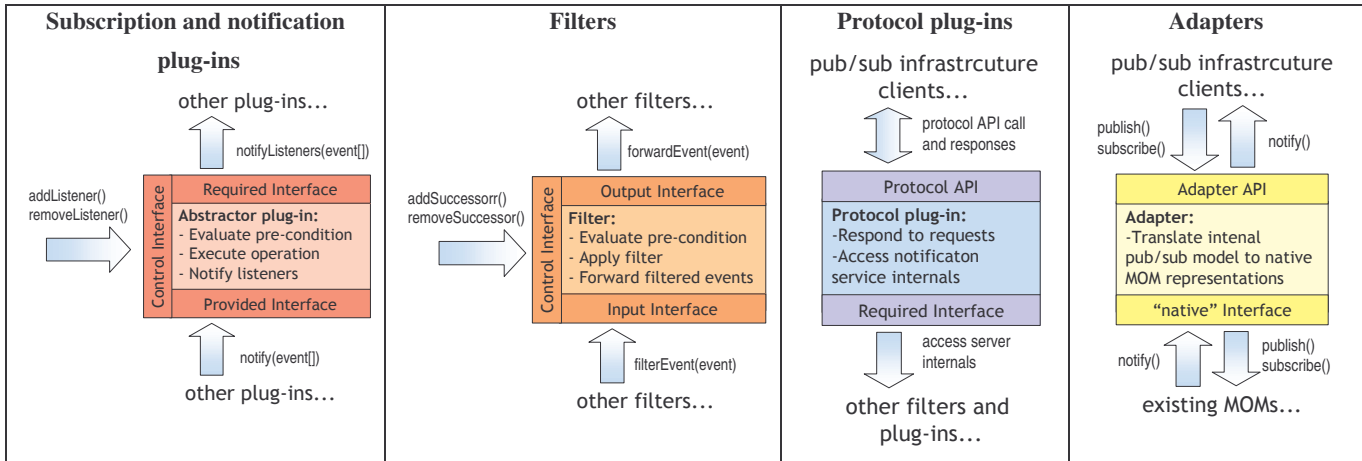 Subscription and notification
plug-ins
other plug-ins...
notifyListeners(event[])
addListener()
removeListener()
Control Interface
Required Interface
Abstractor plug-in:
- Evaluate pre-condition
- Execute operation
- Notify listeners
Provided Interface
notify(event[])
other plug-ins...
Filters
other filters...
forwardEvent(event)
addSuccessorr()
removeSuccessor()
Control Interface
Output Interface
Filter:
- Evaluate pre-condition
- Apply filter
- Forward filtered events
Input Interface
filterEvent(event)
other filters...
Protocol plug-ins
pub/sub infrastrcuture
clients...
protocol API call
and responses
Protocol API
Protocol plug-in:
-Respond to requests
-Access notificaton
service internals
Required Interface
access server
internals
other filters and
plug-ins...
Adapters
pub/sub infrastrcuture
clients...
publish()
subscribe()
notify()
Adapter API
Adapter:
-Translate intenal
pub/sub model to native
MOM representations
“native” Interface
notify()
publish()
subscribe()
existing MOMs...